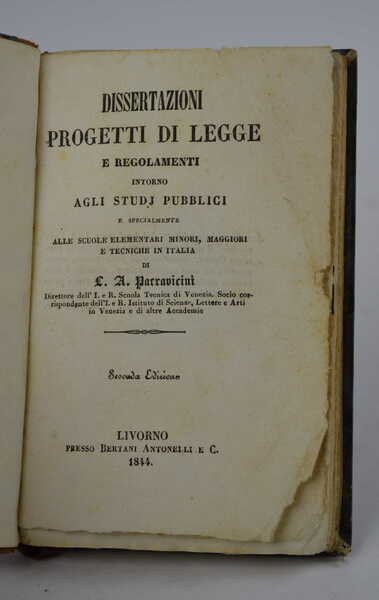 DISSERTAZIONI
PROGETTI DI LEGGE
E REGOLAMENTI
INTORNO
AGLI STUDJ PUBBLICI
E SPECIALMENTE
ALLE SCUOLE ELEMENTARI MINORI, MAGGIORI
E TECNICHE IN ITALIA
DI
L. A. Parravicini
Direttore dell' I. e R. Scuola Tecnica di Venezia. Socio cor-
rispondente dell'I. e R. Istituto di Scienze, Lettere e Arti
in Venezia e di altre Accademie
Seconda Edizione
LIVORNO
PRESSO BERTANI ANTONELLI E C.
1844.